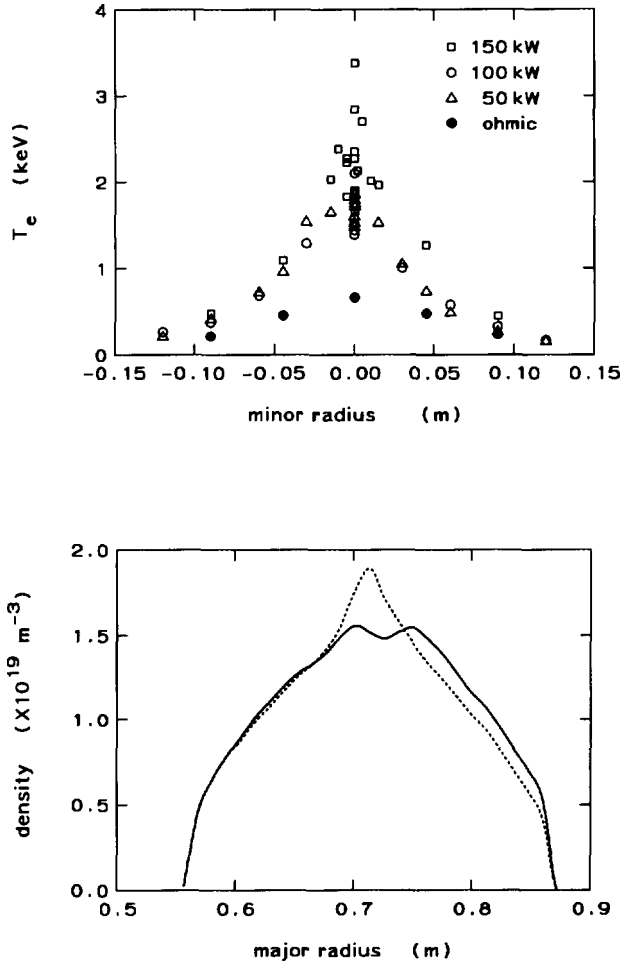 4
3
2
1
0
T_e (keV)
□ 150 kW
○ 100 kW
△ 50 kW
● ohmic
-0.15 -0.10 -0.05 0.00 0.05 0.10 0.15
minor radius (m)
2.0
1.5
1.0
0.5
0.0
density (X10^19 m^-3)
0.5 0.6 0.7 0.8 0.9
major radius (m)